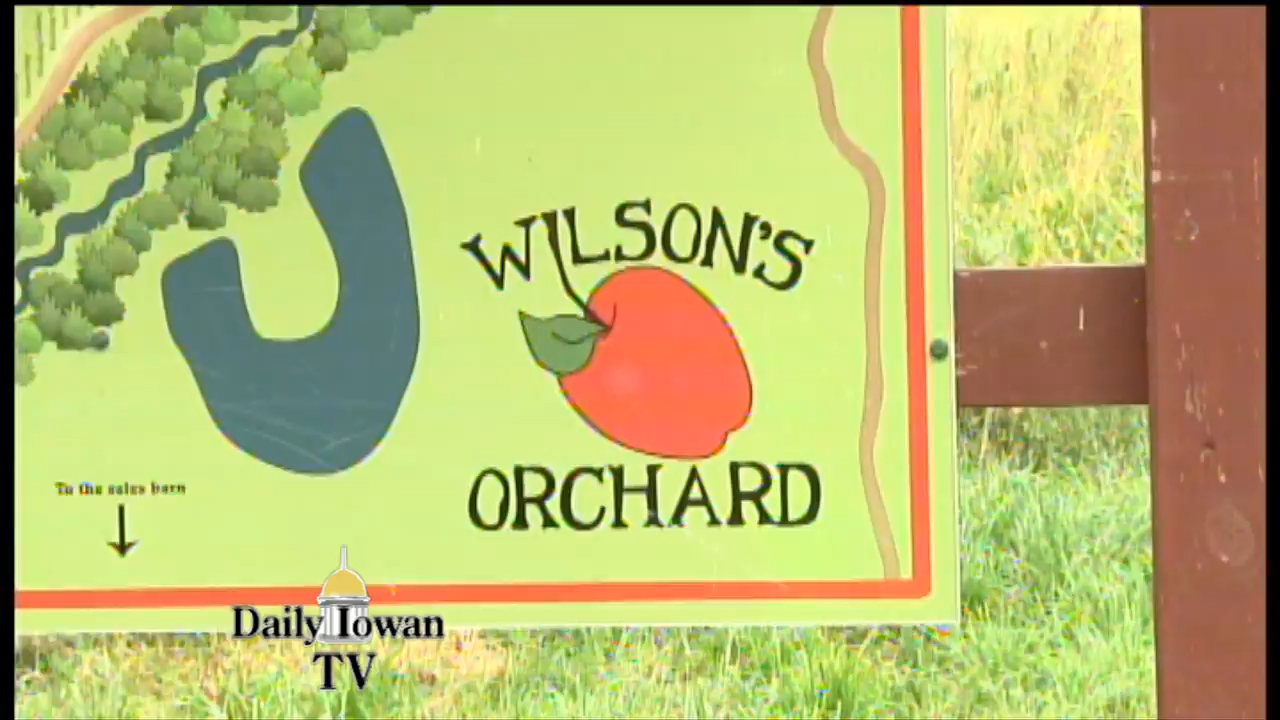 WILSON'S
ORCHARD
To the sales barn
Daily Iowan
TV